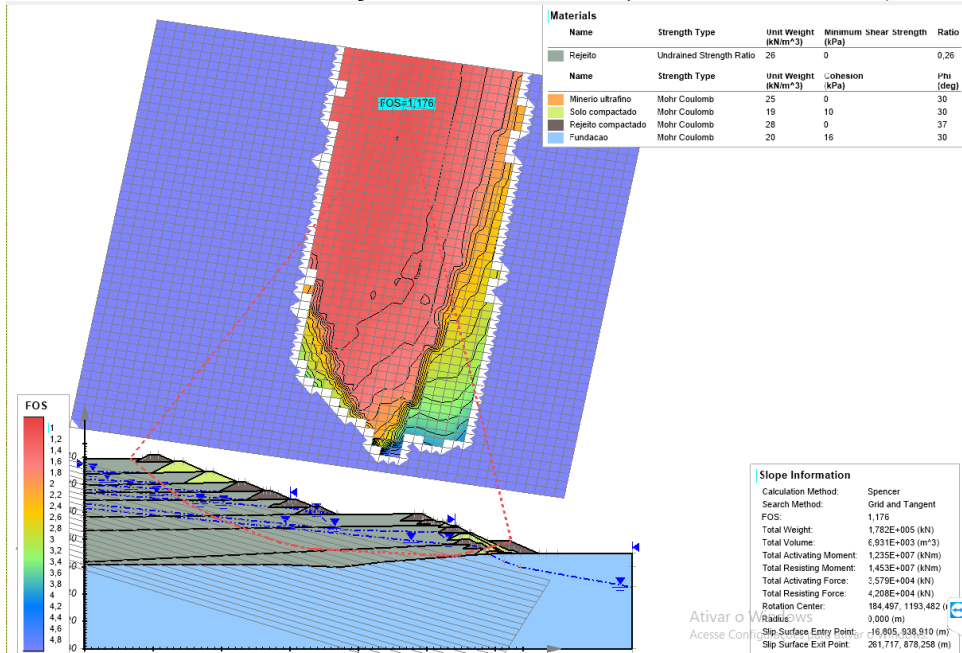 Materials
Name Strength Type Unit Weight (kN/m^3) Minimum Shear Strength (kPa) Ratio
Rejeito Undrained Strength Ratio 26 0 0,26
Name Strength Type Unit Weight (kN/m^3) Cohesion (kPa) Phi (deg)
Minerio ultrafino Mohr Coulomb 25 0 30
Solo compactado Mohr Coulomb 19 10 30
Rejeito compactado Mohr Coulomb 28 0 37
Fundacao Mohr Coulomb 20 16 30
FOS=1,176
FOS
1
1,2
1,4
1,6
1,8
2,0
2,2
2,4
2,6
2,8
3,0
3,2
3,4
3,6
3,8
4,0
4,2
4,4
4,6
4,8
Slope Information
Calculation Method: Spencer
Search Method: Grid and Tangent
FOS: 1,176
Total Weight: 1,782E+005 (kN)
Total Volume: 6,931E+003 (m^3)
Total Activating Moment: 1,235E+007 (kNm)
Total Resisting Moment: 1,453E+007 (kNm)
Total Activating Force: 3,579E+004 (kN)
Total Resisting Force: 4,208E+004 (kN)
Rotation Center: 184,497, 1193,482
Radius: 0,000 (m)
Slip Surface Entry Point: -16,805, 938,910 (m)
Slip Surface Exit Point: 261,717, 878,258 (m)
Ativar o Windows
Acesse Configurações para ativar o Windows